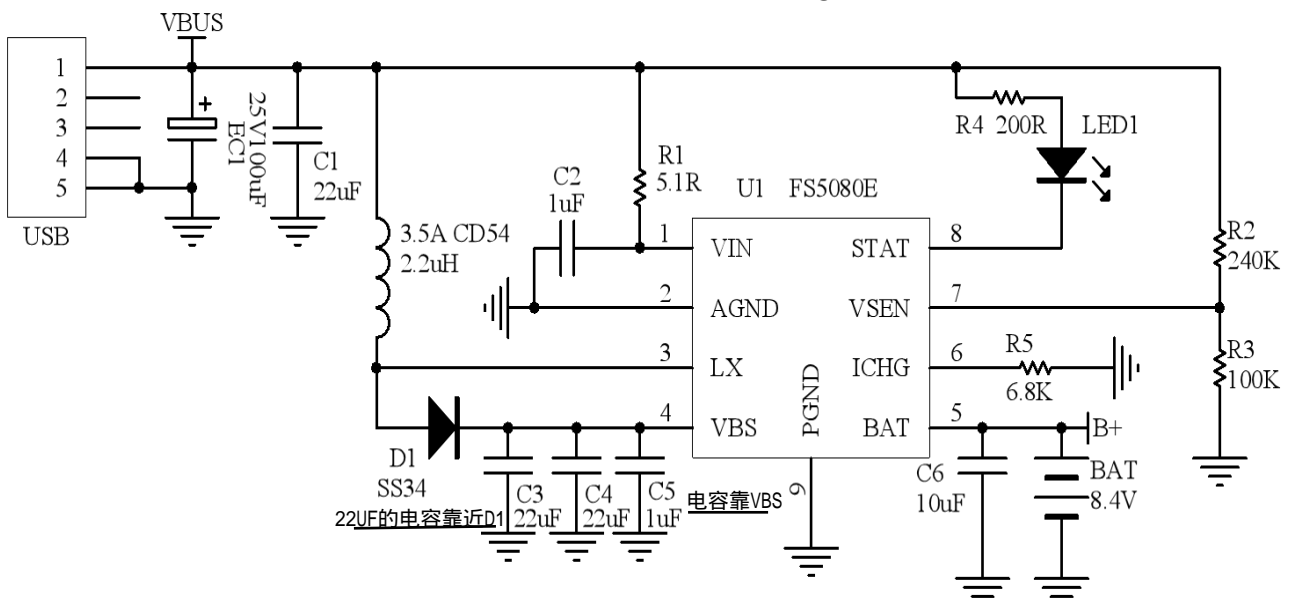 VBUS
1
2
3
4
5
USB
25V100uF
EC1
C1
22uF
3.5A CD54
2.2uH
C2
1uF
R1
5.1R
U1 FS5080E
R4 200R
LED1
1 VIN
2 AGND
3 LX
4 VBS
PGND
9
STAT 8
VSEN 7
ICHG 6
BAT 5
R2
240K
R3
100K
R5
6.8K
B+
D1
SS34
22UF的电容靠近D1
C3
22uF
C4
22uF
C5
1uF
电容靠VBS
C6
10uF
BAT
8.4V